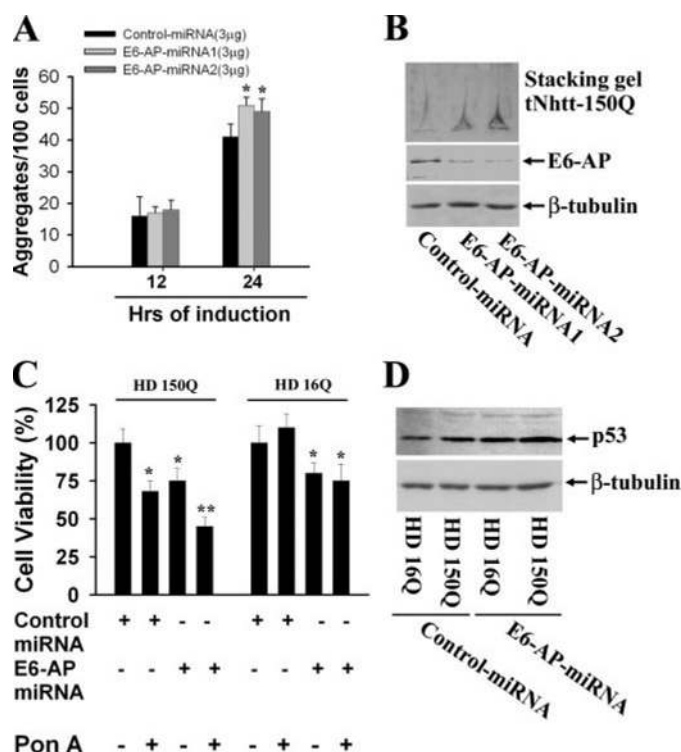 A
Control-miRNA(3µg)
E6-AP-miRNA1(3µg)
E6-AP-miRNA2(3µg)
Aggregates/100 cells
60
50
40
30
20
10
0
* *
12 24
Hrs of induction
B
Stacking gel
tNhtt-150Q
E6-AP
β-tubulin
Control-miRNA
E6-AP-miRNA1
E6-AP-miRNA2
C
HD 150Q HD 16Q
Cell Viability (%)
125
100
75
50
25
0
* * ** * *
Control + + - - + + - -
miRNA
E6-AP - - + + - - + +
miRNA
Pon A - + - + - + - +
D
p53
β-tubulin
HD 16Q
HD 150Q
HD 16Q
HD 150Q
Control-miRNA
E6-AP-miRNA